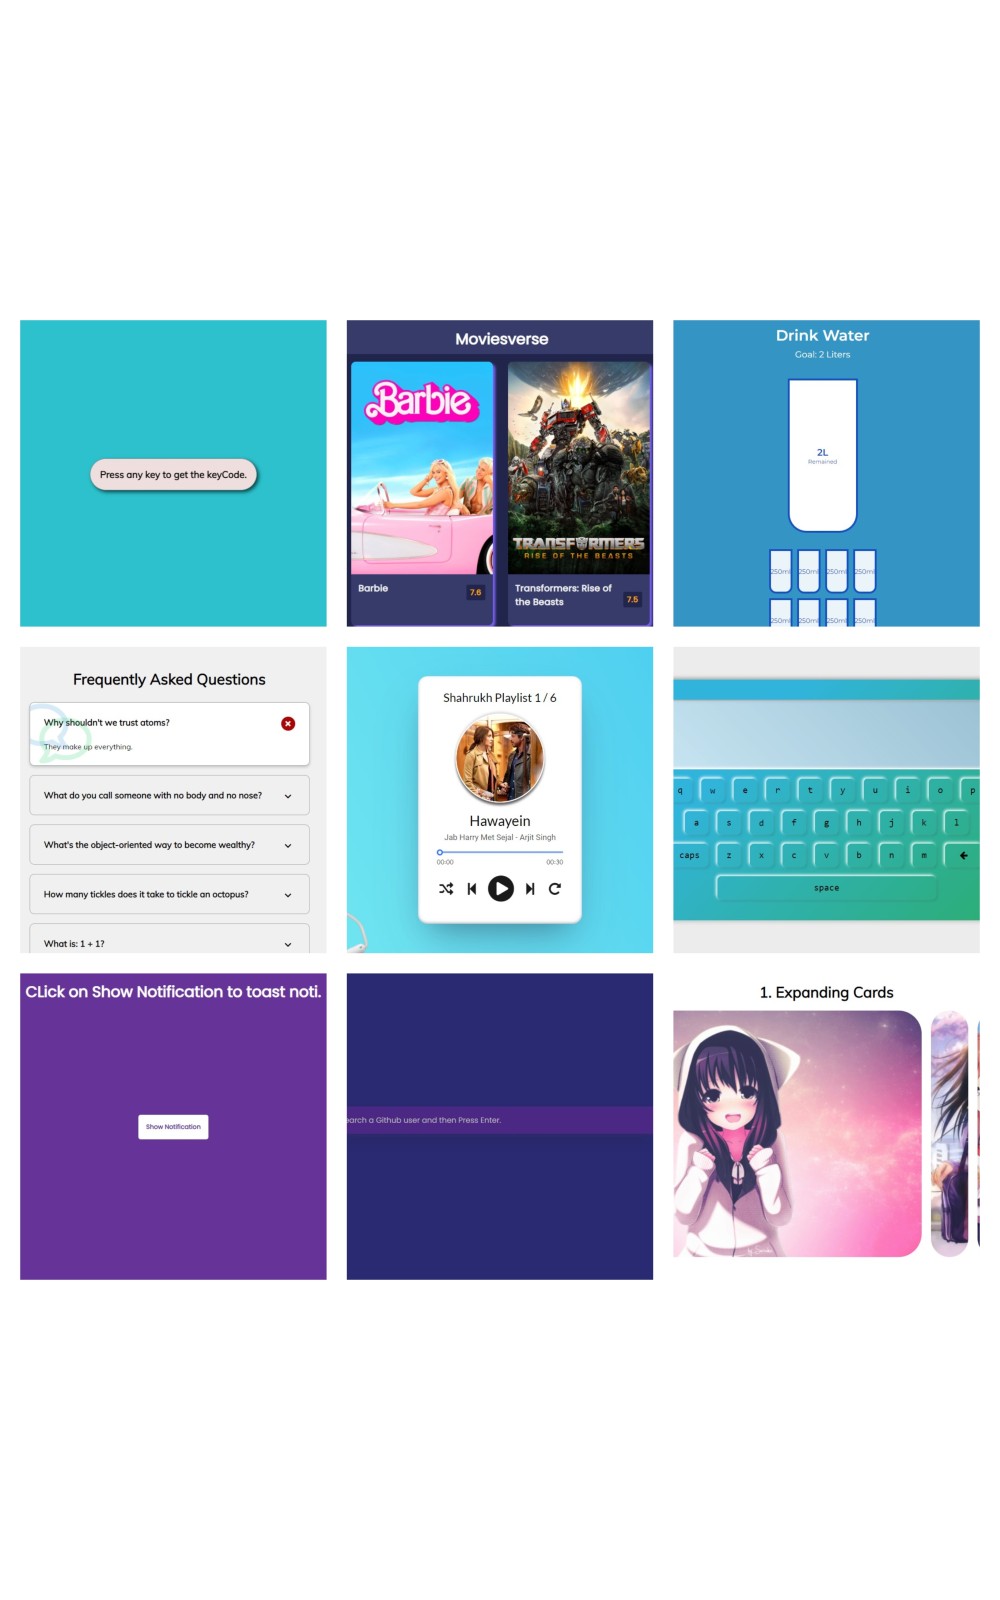 Press any key to get the keyCode.
Moviesverse
Barbie
TRANSFORMERS
RISE OF THE BEASTS
Barbie
7.6
Transformers: Rise of
the Beasts
7.5
Drink Water
Goal: 2 Liters
2L
Remained
250ml 250ml 250ml 250ml
250ml 250ml 250ml 250ml
Frequently Asked Questions
Why shouldn't we trust atoms?
They make up everything.
What do you call someone with no body and no nose?
What's the object-oriented way to become wealthy?
How many tickles does it take to tickle an octopus?
What is: 1 + 1?
Shahrukh Playlist 1 / 6
Hawayein
Jab Harry Met Sejal - Arjit Singh
00:00 00:30
q w e r t y u i o p
a s d f g h j k l
caps z x c v b n m
space
CLick on Show Notification to toast noti.
Show Notification
earch a Github user and then Press Enter.
1. Expanding Cards